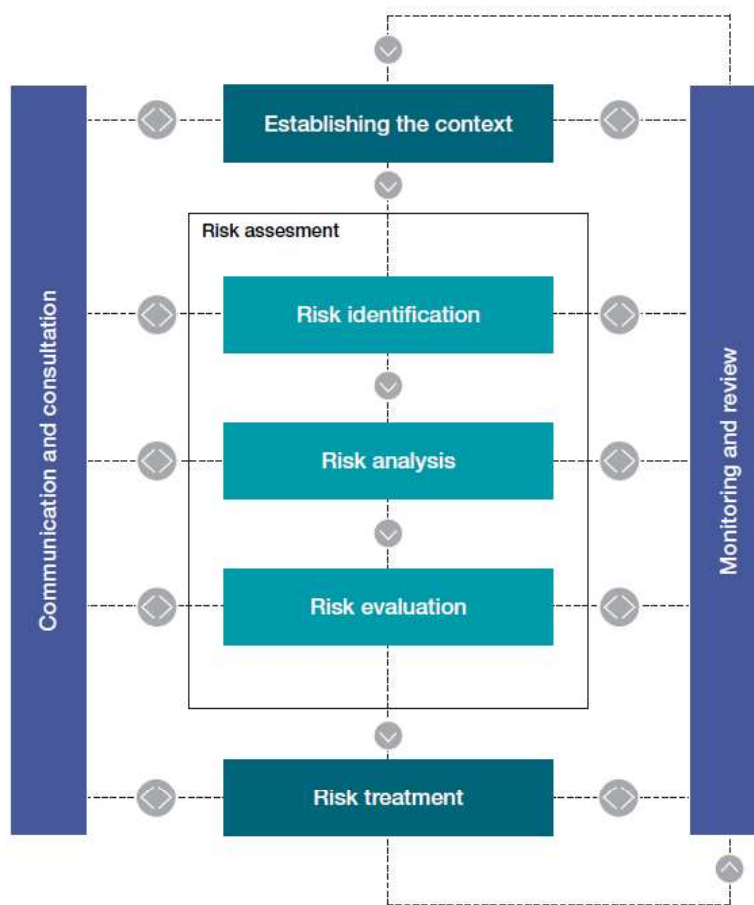 Establishing the context
Risk assesment
Communication and consultation
Risk identification
Monitoring and review
Risk analysis
Risk evaluation
Risk treatment